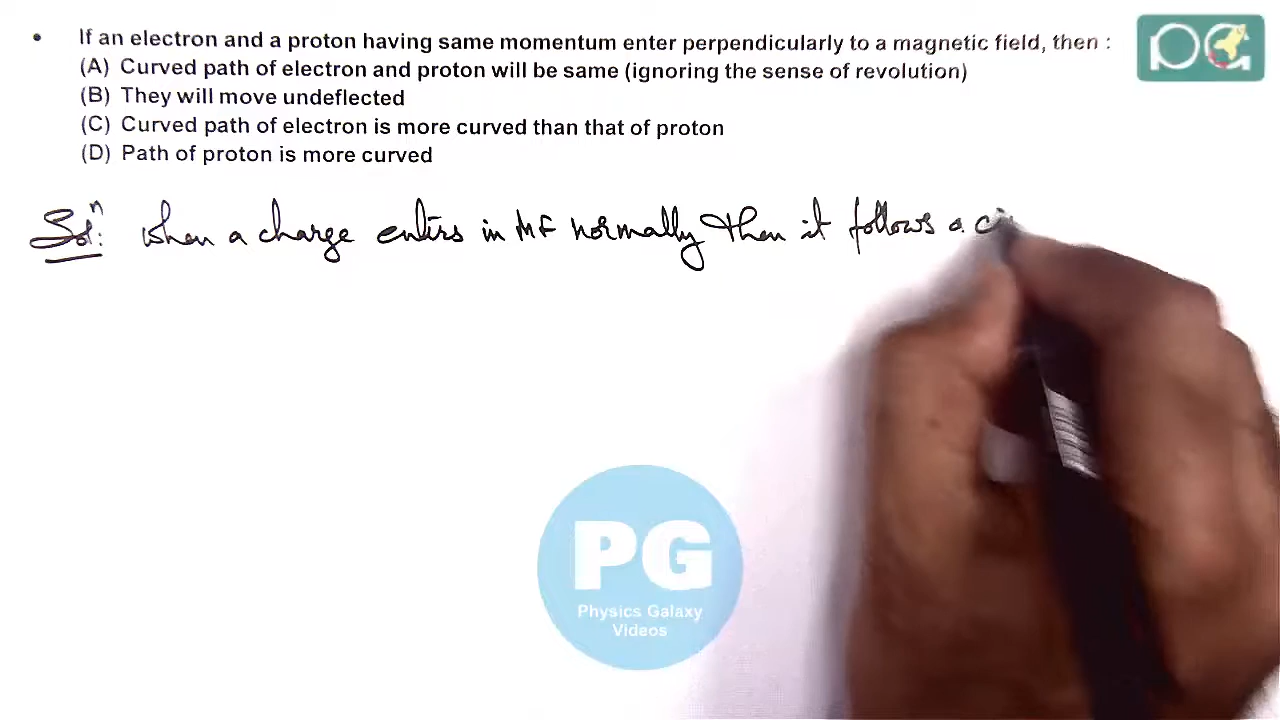 • If an electron and a proton having same momentum enter perpendicularly to a magnetic field, then :
(A) Curved path of electron and proton will be same (ignoring the sense of revolution)
(B) They will move undeflected
(C) Curved path of electron is more curved than that of proton
(D) Path of proton is more curved
Solⁿ: when a charge enters in MF normally then it follows a ci
PG
PG
Physics Galaxy
Videos